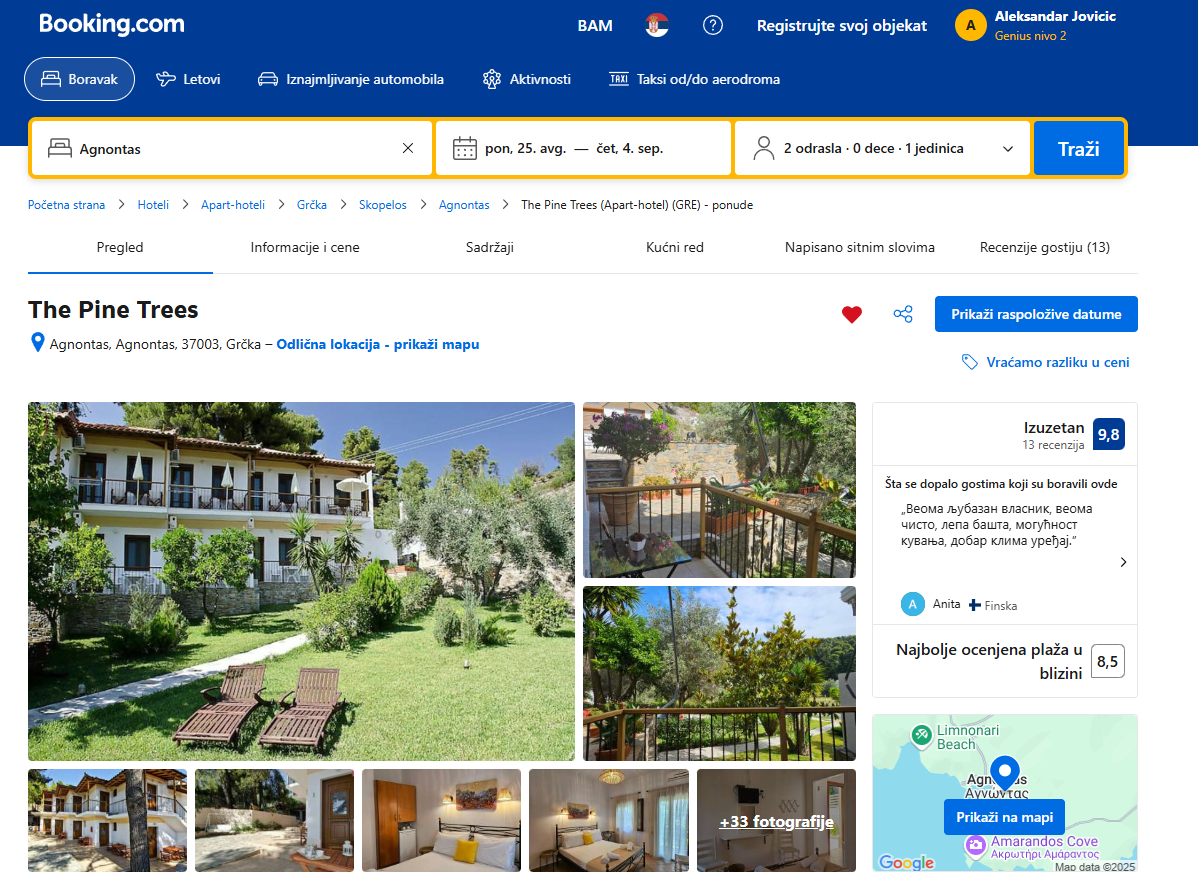 Booking.com
BAM
Registrujte svoj objekat
A
Aleksandar Jovicic
Genius nivo 2
Boravak
Letovi
Iznajmljivanje automobila
Aktivnosti
TAXI
Taksi od/do aerodroma
Agnontas
pon, 25. avg. — čet, 4. sep.
2 odrasla · 0 dece · 1 jedinica
Traži
Početna strana > Hoteli > Apart-hoteli > Grčka > Skopelos > Agnontas > The Pine Trees (Apart-hotel) (GRE) - ponude
Pregled
Informacije i cene
Sadržaji
Kućni red
Napisano sitnim slovima
Recenzije gostiju (13)
The Pine Trees
Prikaži raspoložive datume
Agnontas, Agnontas, 37003, Grčka – Odlična lokacija - prikaži mapu
Vraćamo razliku u ceni
Izuzetan
13 recenzija
9,8
Šta se dopalo gostima koji su boravili ovde
„Веома љубазан власник, веома
чисто, лепа башта, могућност
кувања, добар клима уређај.“
A
Anita
Finska
Najbolje ocenjena plaža u
blizini
8,5
Limnonari
Beach
Αγνώντας
Prikaži na mapi
Amarandos Cove
Ακρωτήρι Αμάραντος
Google
Map data ©2025
+33 fotografije